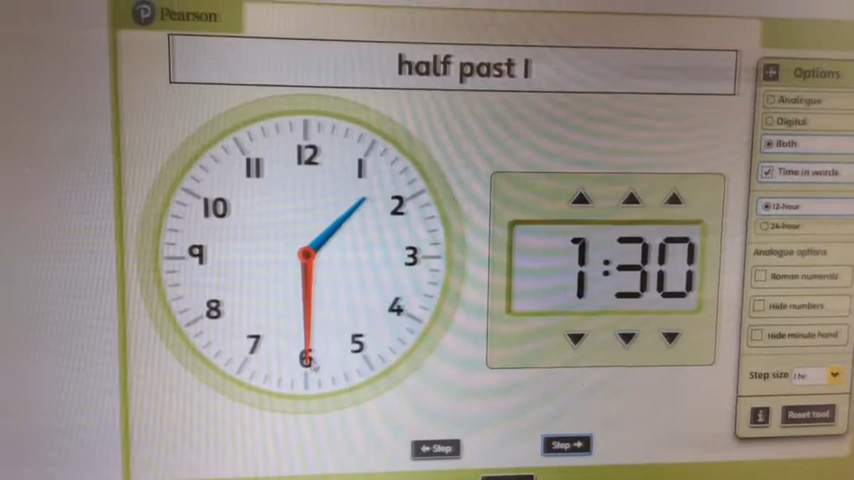 Pearson
half past 1
Options
Analogue
Digital
Both
Time in words
12-hour
24-hour
Analogue options
Roman numerals
Hide numbers
Hide minute hand
Step size 1 hr
i
Reset tool
12
1
2
3
4
5
6
7
8
9
10
11
1:30
Step
Step